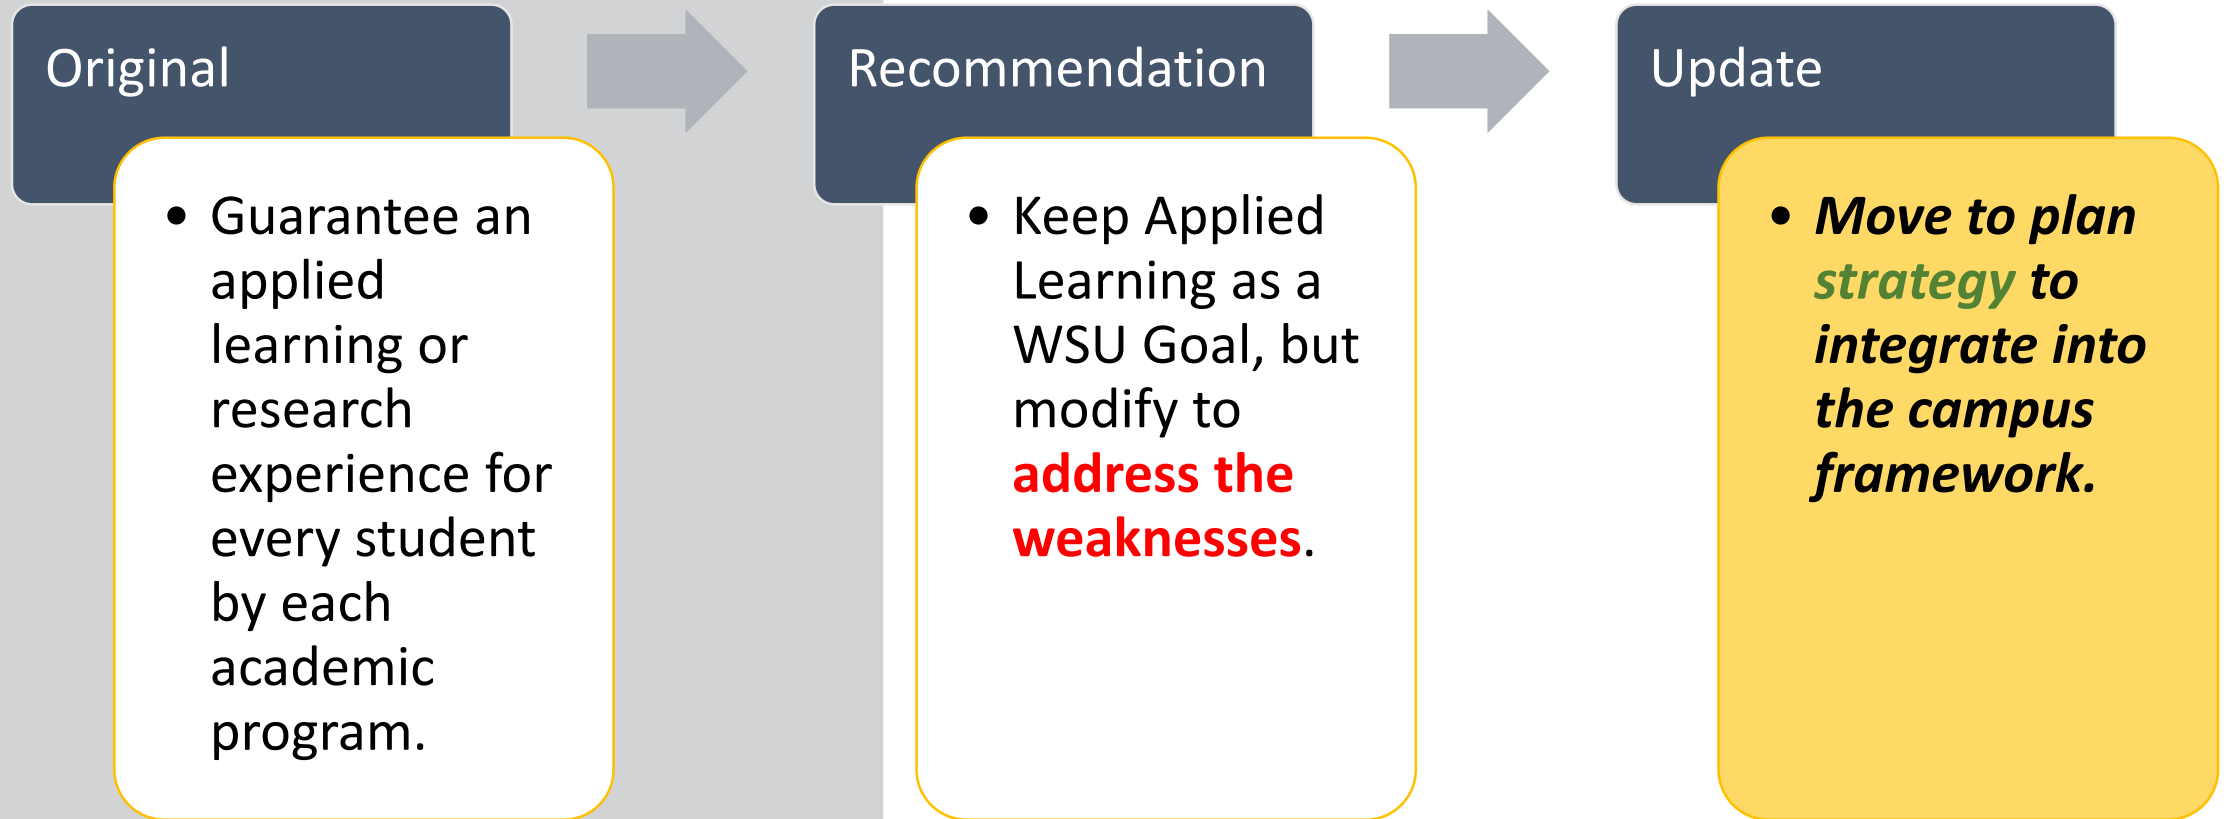 Original
• Guarantee an
applied
learning or
research
experience for
every student
by each
academic
program.
Recommendation
• Keep Applied
Learning as a
WSU Goal, but
modify to
address the
weaknesses.
Update
• Move to plan
strategy to
integrate into
the campus
framework.